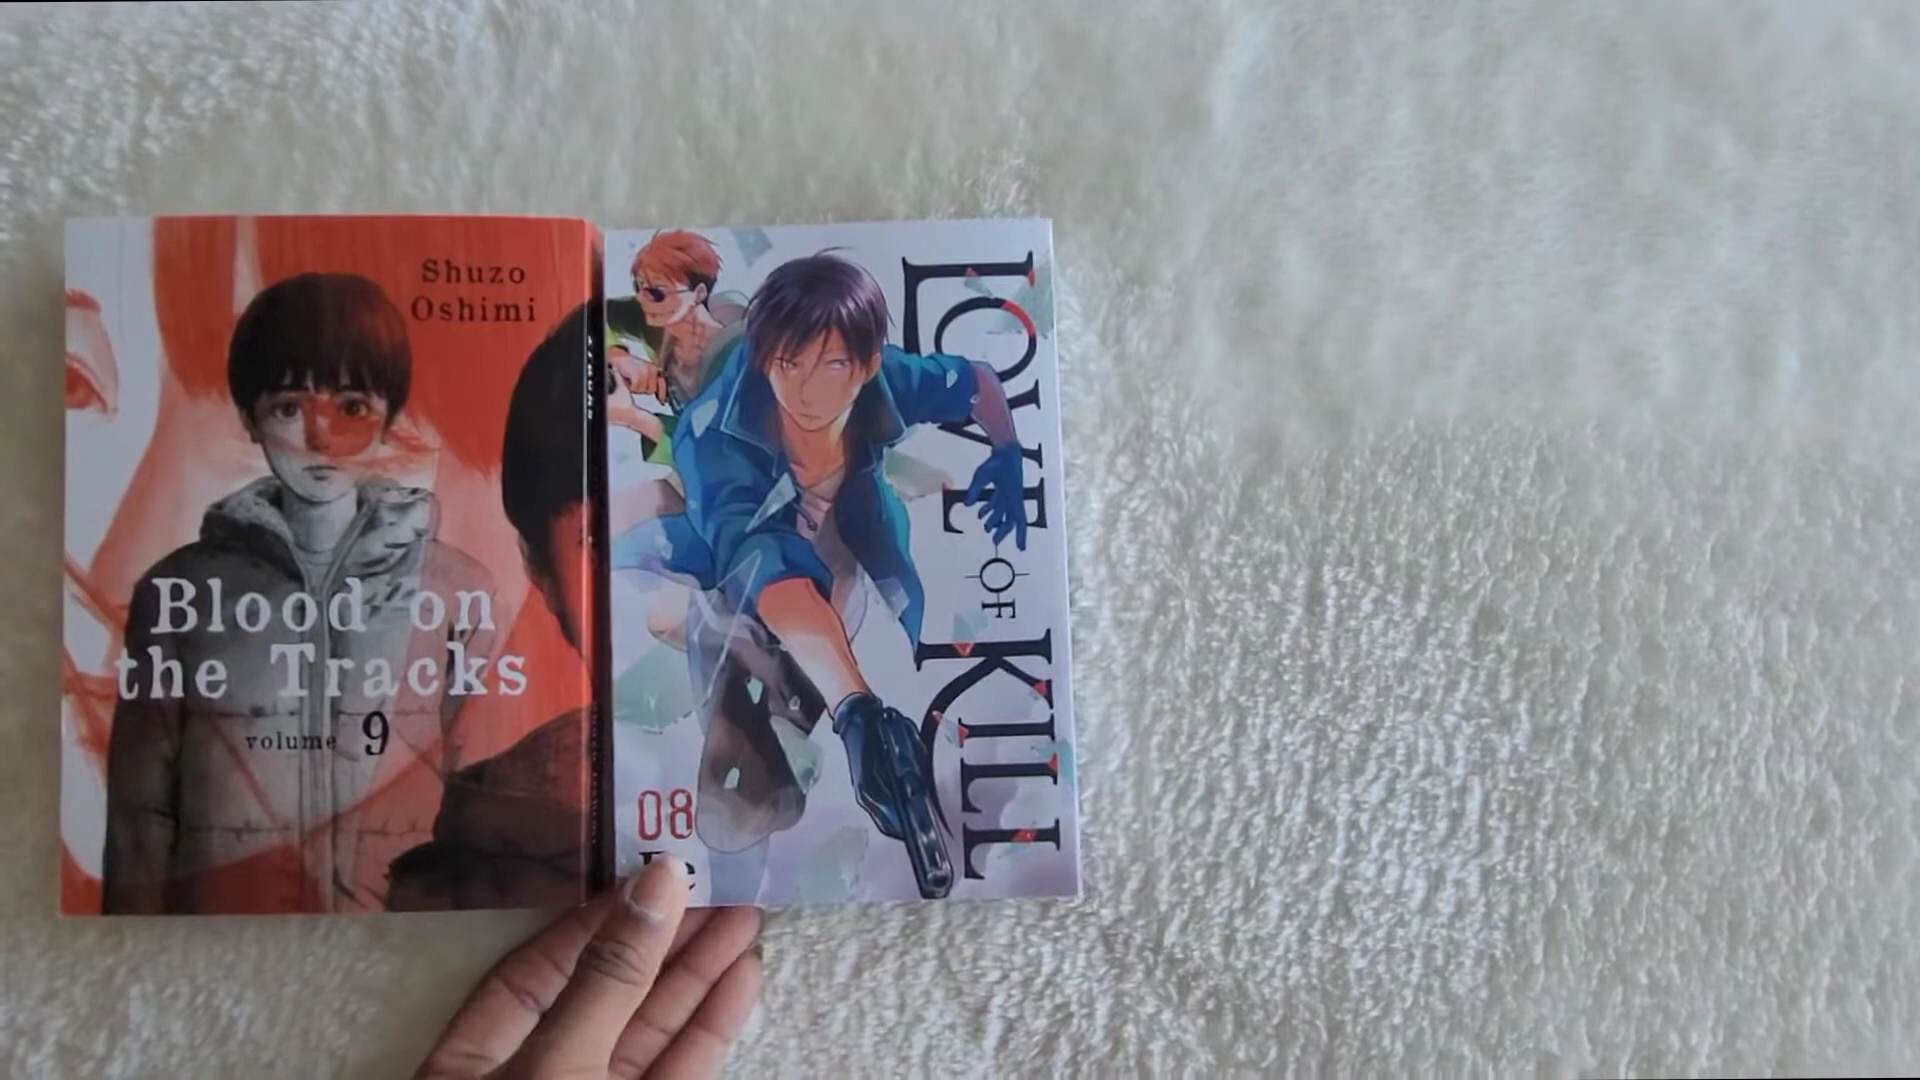 Shuzo
Oshimi
Blood on
the Tracks
volume 9
LOVE
OF
KILL
08